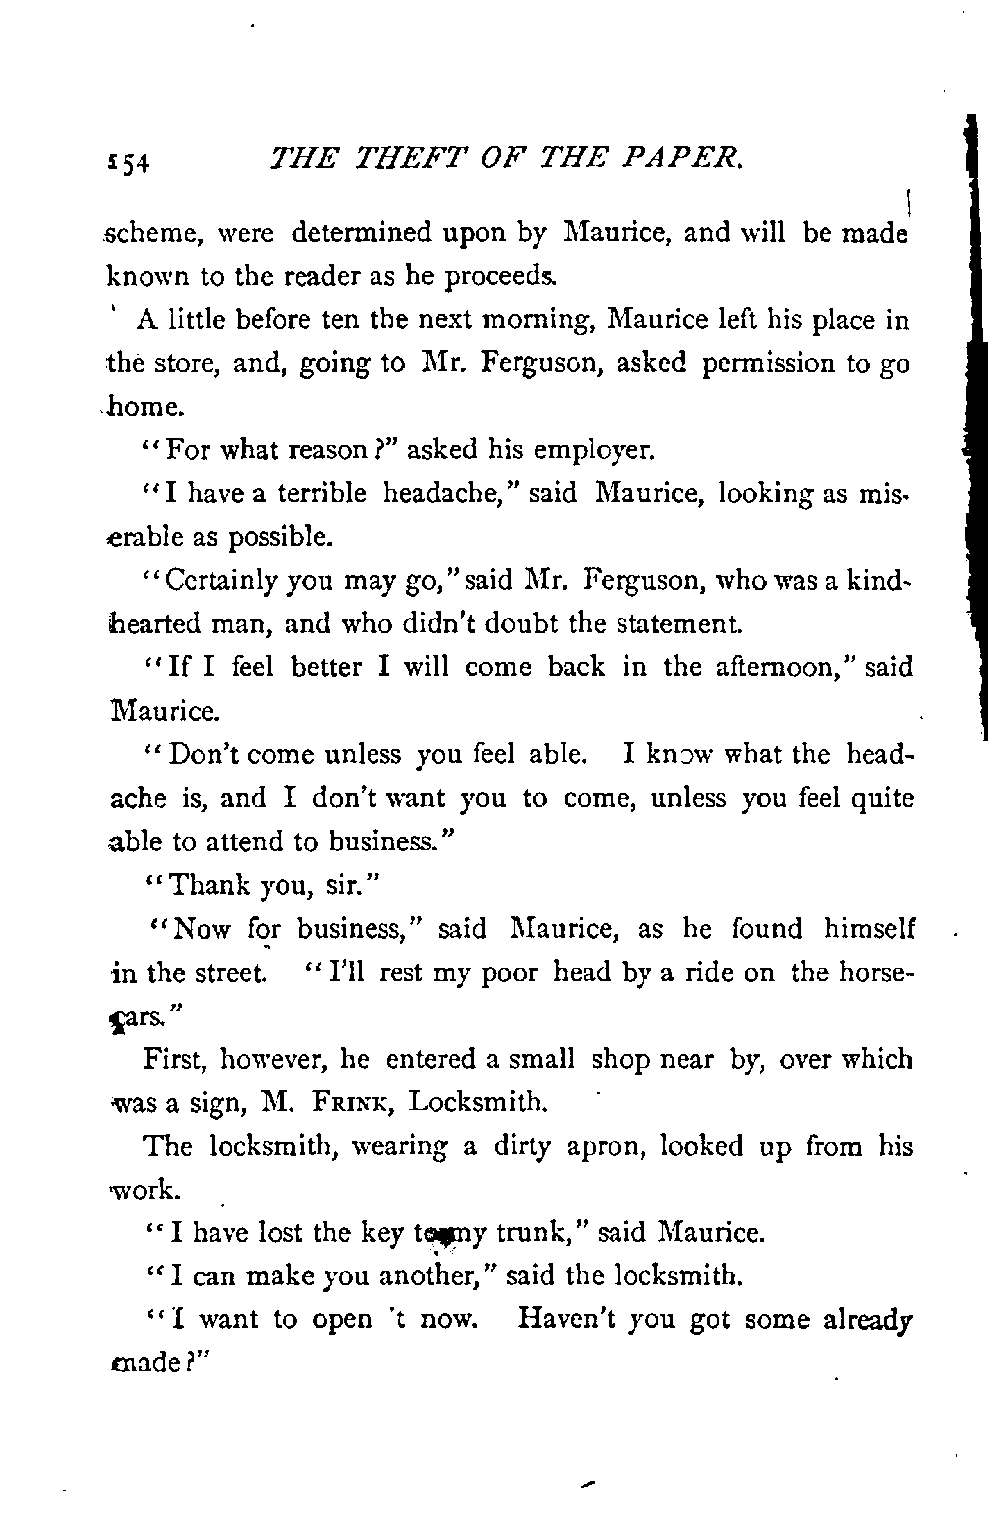 154 THE THEFT OF THE PAPER.
scheme, were determined upon by Maurice, and will be made
known to the reader as he proceeds.
A little before ten the next morning, Maurice left his place in
the store, and, going to Mr. Ferguson, asked permission to go
home.
"For what reason?" asked his employer.
"I have a terrible headache," said Maurice, looking as mis-
erable as possible.
"Certainly you may go," said Mr. Ferguson, who was a kind-
hearted man, and who didn't doubt the statement.
"If I feel better I will come back in the afternoon," said
Maurice.
"Don't come unless you feel able. I know what the head-
ache is, and I don't want you to come, unless you feel quite
able to attend to business."
"Thank you, sir."
"Now for business," said Maurice, as he found himself
in the street. "I'll rest my poor head by a ride on the horse-
cars."
First, however, he entered a small shop near by, over which
was a sign, M. FRINK, Locksmith.
The locksmith, wearing a dirty apron, looked up from his
work.
"I have lost the key to my trunk," said Maurice.
"I can make you another," said the locksmith.
"I want to open 't now. Haven't you got some already
made?"